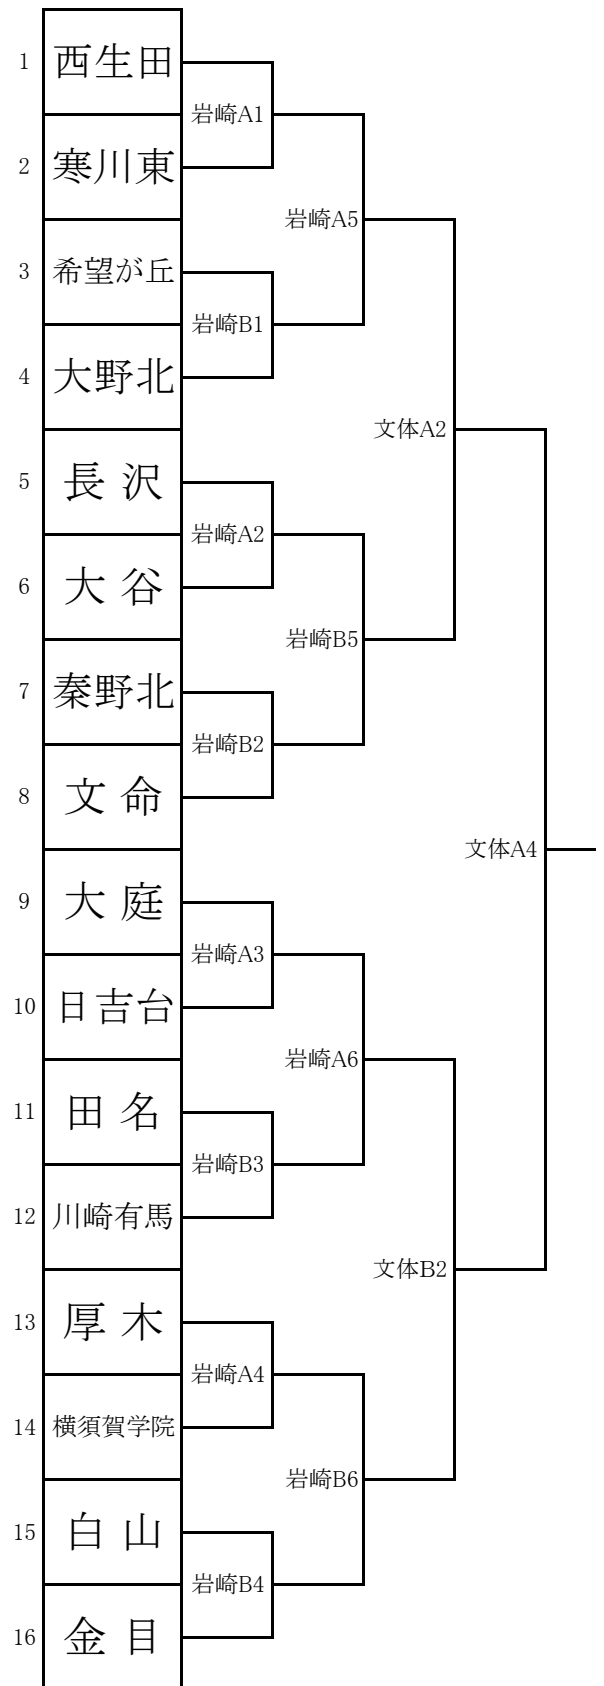 1 西生田
岩崎A1
2 寒川東
岩崎A5
3 希望が丘
岩崎B1
4 大野北
文体A2
5 長沢
岩崎A2
6 大谷
岩崎B5
7 秦野北
岩崎B2
8 文命
文体A4
9 大庭
岩崎A3
10 日吉台
岩崎A6
11 田名
岩崎B3
12 川崎有馬
文体B2
13 厚木
岩崎A4
14 横須賀学院
岩崎B6
15 白山
岩崎B4
16 金目